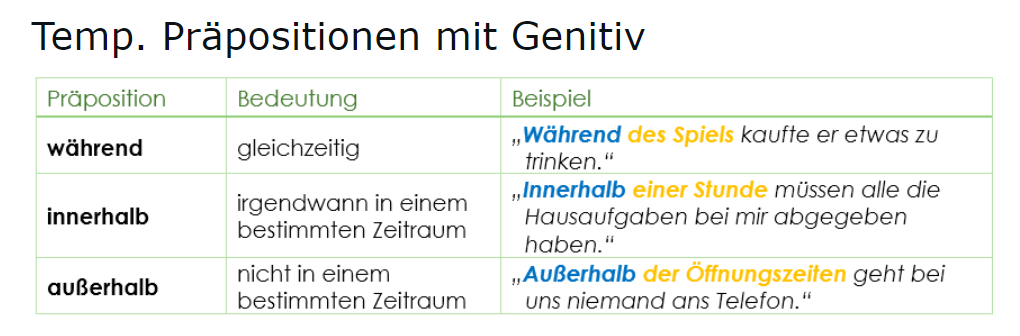 Temp. Präpositionen mit Genitiv
Präposition Bedeutung Beispiel
während gleichzeitig „Während des Spiels kaufte er etwas zu
trinken.“
innerhalb irgendwann in einem
bestimmten Zeitraum „Innerhalb einer Stunde müssen alle die
Hausaufgaben bei mir abgegeben
haben.“
außerhalb nicht in einem
bestimmten Zeitraum „Außerhalb der Öffnungszeiten geht bei
uns niemand ans Telefon.“